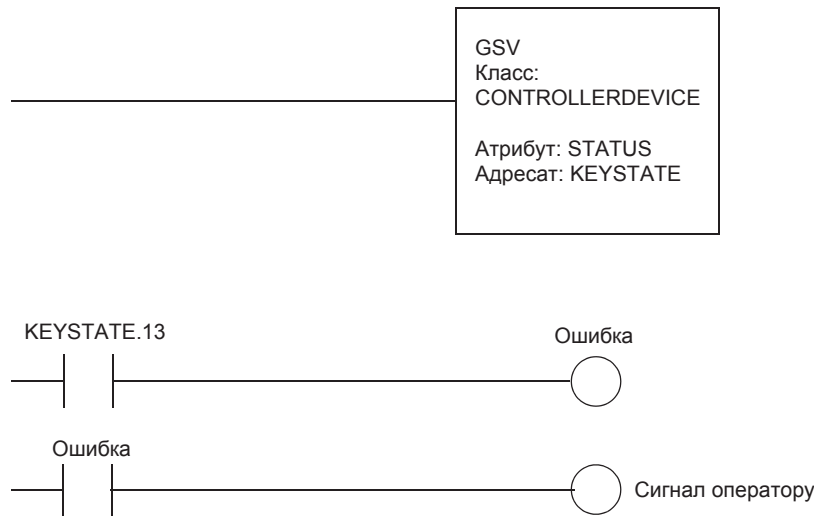 GSV
Класс:
CONTROLLERDEVICE
Атрибут: STATUS
Адресат: KEYSTATE
KEYSTATE.13
Ошибка
Ошибка
Сигнал оператору